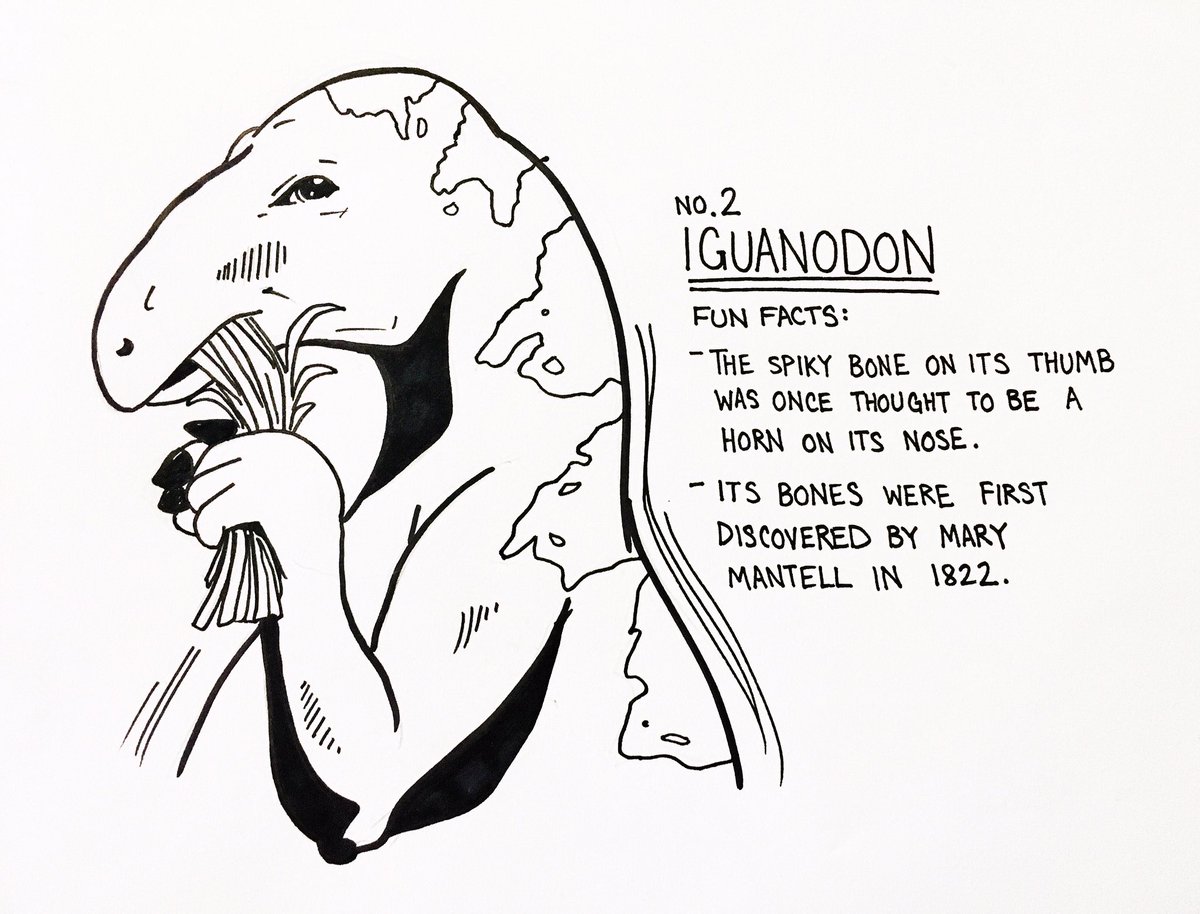 NO.2
IGUANODON
FUN FACTS:
- THE SPIKY BONE ON ITS THUMB
WAS ONCE THOUGHT TO BE A
HORN ON ITS NOSE.
- ITS BONES WERE FIRST
DISCOVERED BY MARY
MANTELL IN 1822.